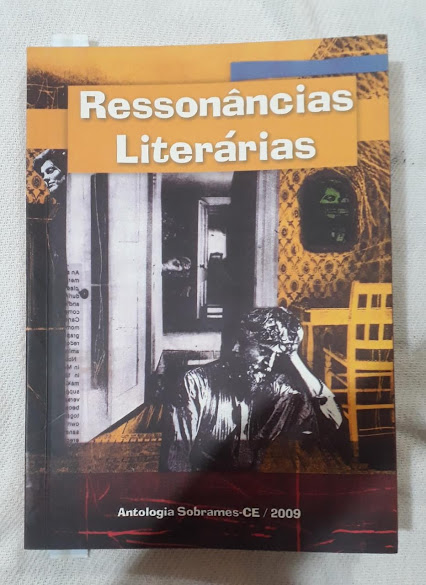 Ressonâncias
Literárias
Antologia Sobrames-CE / 2009